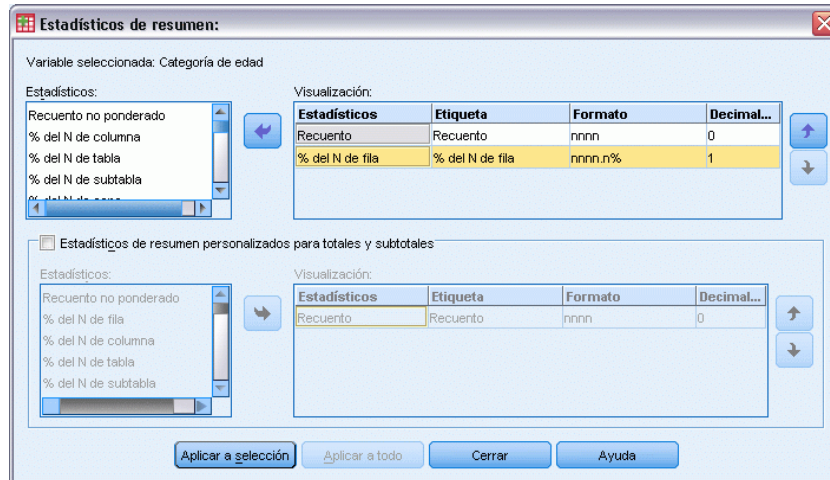 Estadísticos de resumen:
Variable seleccionada: Categoría de edad
Estadísticos:
Recuento no ponderado
% del N de columna
% del N de tabla
% del N de subtabla
Visualización:
Estadísticos Etiqueta Formato Decimal...
Recuento Recuento nnnn 0
% del N de fila % del N de fila nnnn.n% 1
Estadísticos de resumen personalizados para totales y subtotales
Estadísticos:
Recuento no ponderado
% del N de fila
% del N de columna
% del N de tabla
% del N de subtabla
Visualización:
Estadísticos Etiqueta Formato Decimal...
Recuento Recuento nnnn 0
Aplicar a selección Aplicar a todo Cerrar Ayuda